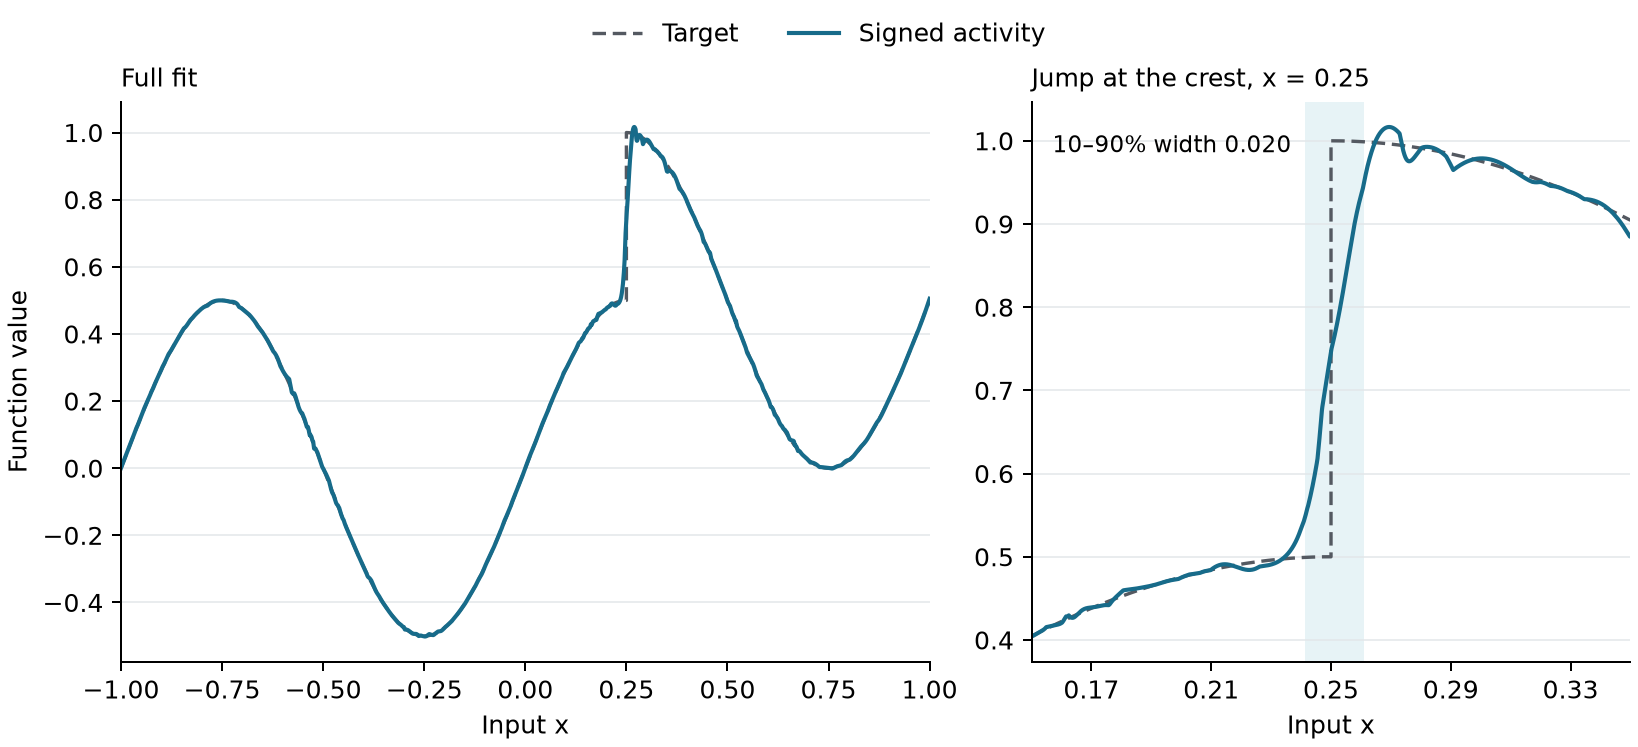 Target
Signed activity
Full fit
Function value
1.0
0.8
0.6
0.4
0.2
0.0
−0.2
−0.4
−1.00 −0.75 −0.50 −0.25 0.00 0.25 0.50 0.75 1.00
Input x
Jump at the crest, x = 0.25
10–90% width 0.020
1.0
0.9
0.8
0.7
0.6
0.5
0.4
0.17 0.21 0.25 0.29 0.33
Input x